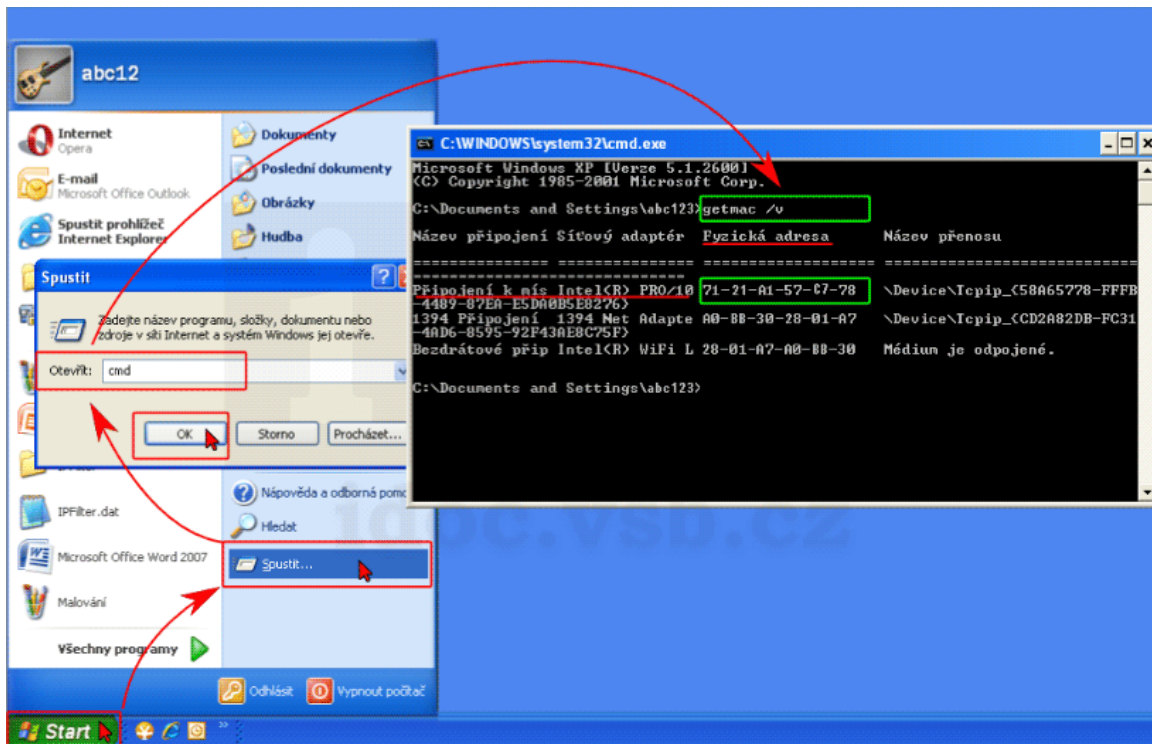 abc12
Internet
Opera
E-mail
Microsoft Office Outlook
Spustit prohlížeč
Internet Explorer
Dokumenty
Poslední dokumenty
Obrázky
Hudba
Spustit
Zadejte název programu, složky, dokumentu nebo
zdroje v síti Internet a systém Windows jej otevře.
Otevřít: cmd
OK Storno Procházet...
IPFilter.dat
Microsoft Office Word 2007
Malování
Všechny programy
Nápověda a odborná pomo
Hledat
Spustit...
Odhlásit Vypnout počítač
Start
C:\WINDOWS\system32\cmd.exe
Microsoft Windows XP [Verze 5.1.2600]
(C) Copyright 1985-2001 Microsoft Corp.
C:\Documents and Settings\abc123>getmac /v
Název připojení Síťový adaptér Fyzická adresa Název přenosu
=============== =============== =================== ==================
==============================
Připojení k mís Intel(R) PRO/10 71-21-A1-57-C7-78 \Device\Tcpip_{58A65778-FFFB
-4489-87EA-E5DA0B5E8276}
1394 Připojení 1394 Net Adapte A0-BB-30-28-01-A7 \Device\Tcpip_{CD2A82DB-FC31
-4AD6-8595-92F43AE8C75F}
Bezdrátové přip Intel(R) WiFi L 28-01-A7-A0-BB-30 Médium je odpojené.
C:\Documents and Settings\abc123>
idoc.vsb.cz